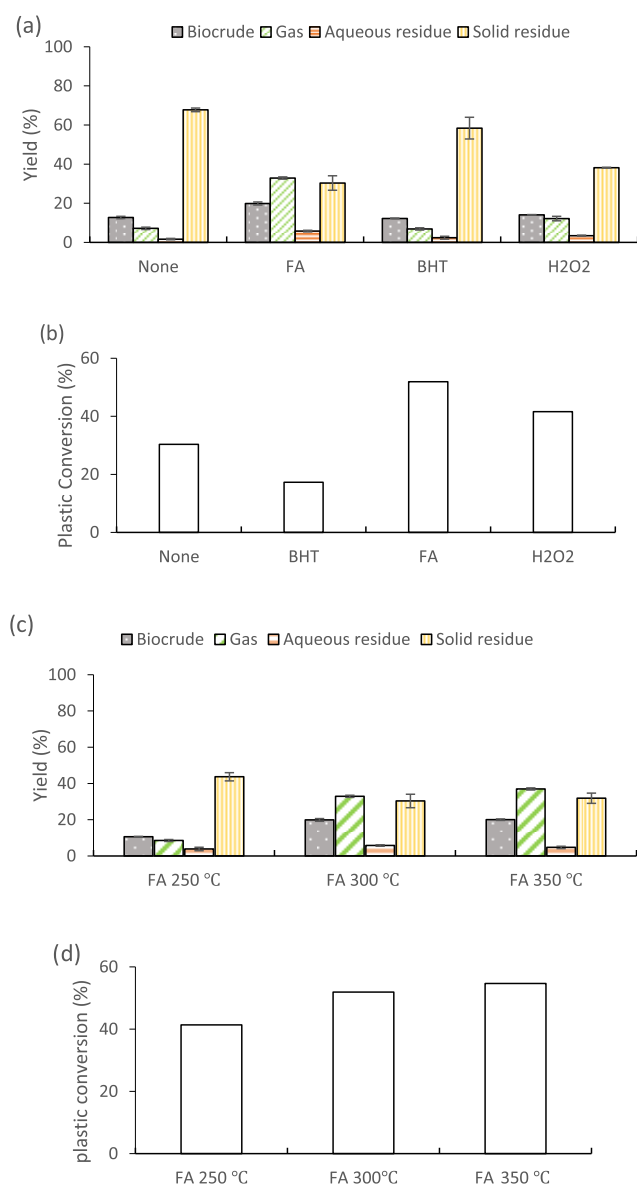 (a)
Biocrude Gas Aqueous residue Solid residue
100
80
60
40
20
0
Yield (%)
None FA BHT H2O2
(b)
60
40
20
0
Plastic Conversion (%)
None BHT FA H2O2
(c)
Biocrude Gas Aqueous residue Solid residue
100
80
60
40
20
0
Yield (%)
FA 250 ℃ FA 300 ℃ FA 350 ℃
(d)
60
40
20
0
plastic conversion (%)
FA 250 ℃ FA 300℃ FA 350 ℃